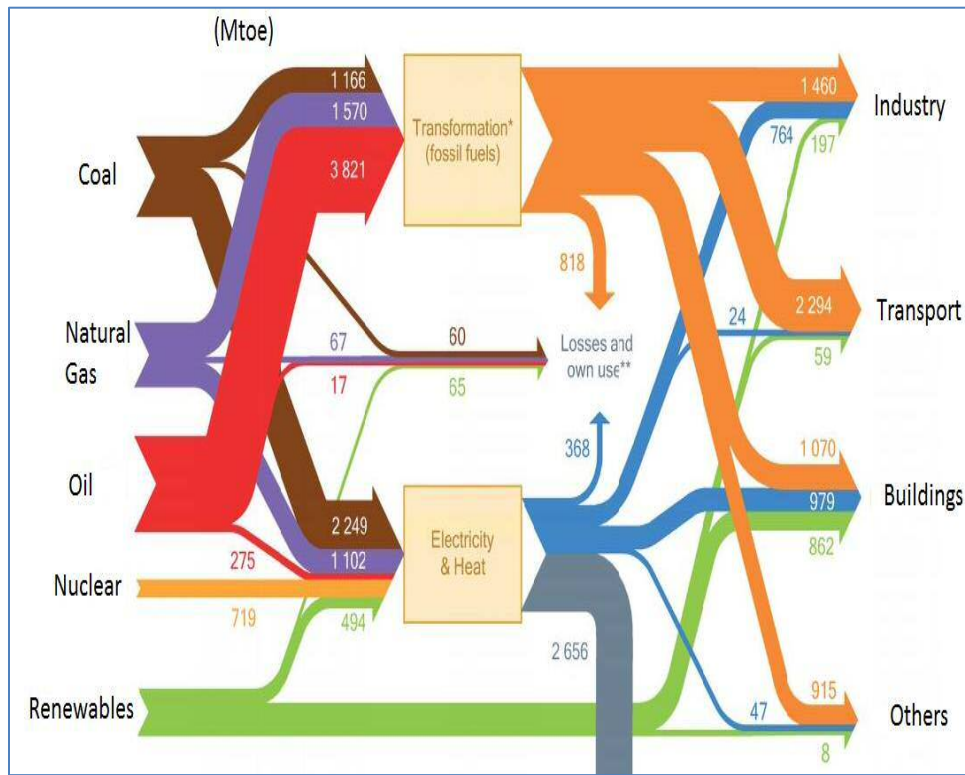 (Mtoe)
Coal
Natural
Gas
Oil
Nuclear
Renewables
1 166
1 570
3 821
2 249
1 102
275
719
494
67
17
60
65
Transformation*
(fossil fuels)
Electricity
& Heat
818
Losses and
own use**
368
2 656
1 460
764
197
Industry
24
2 294
59
Transport
1 070
979
862
Buildings
915
47
8
Others